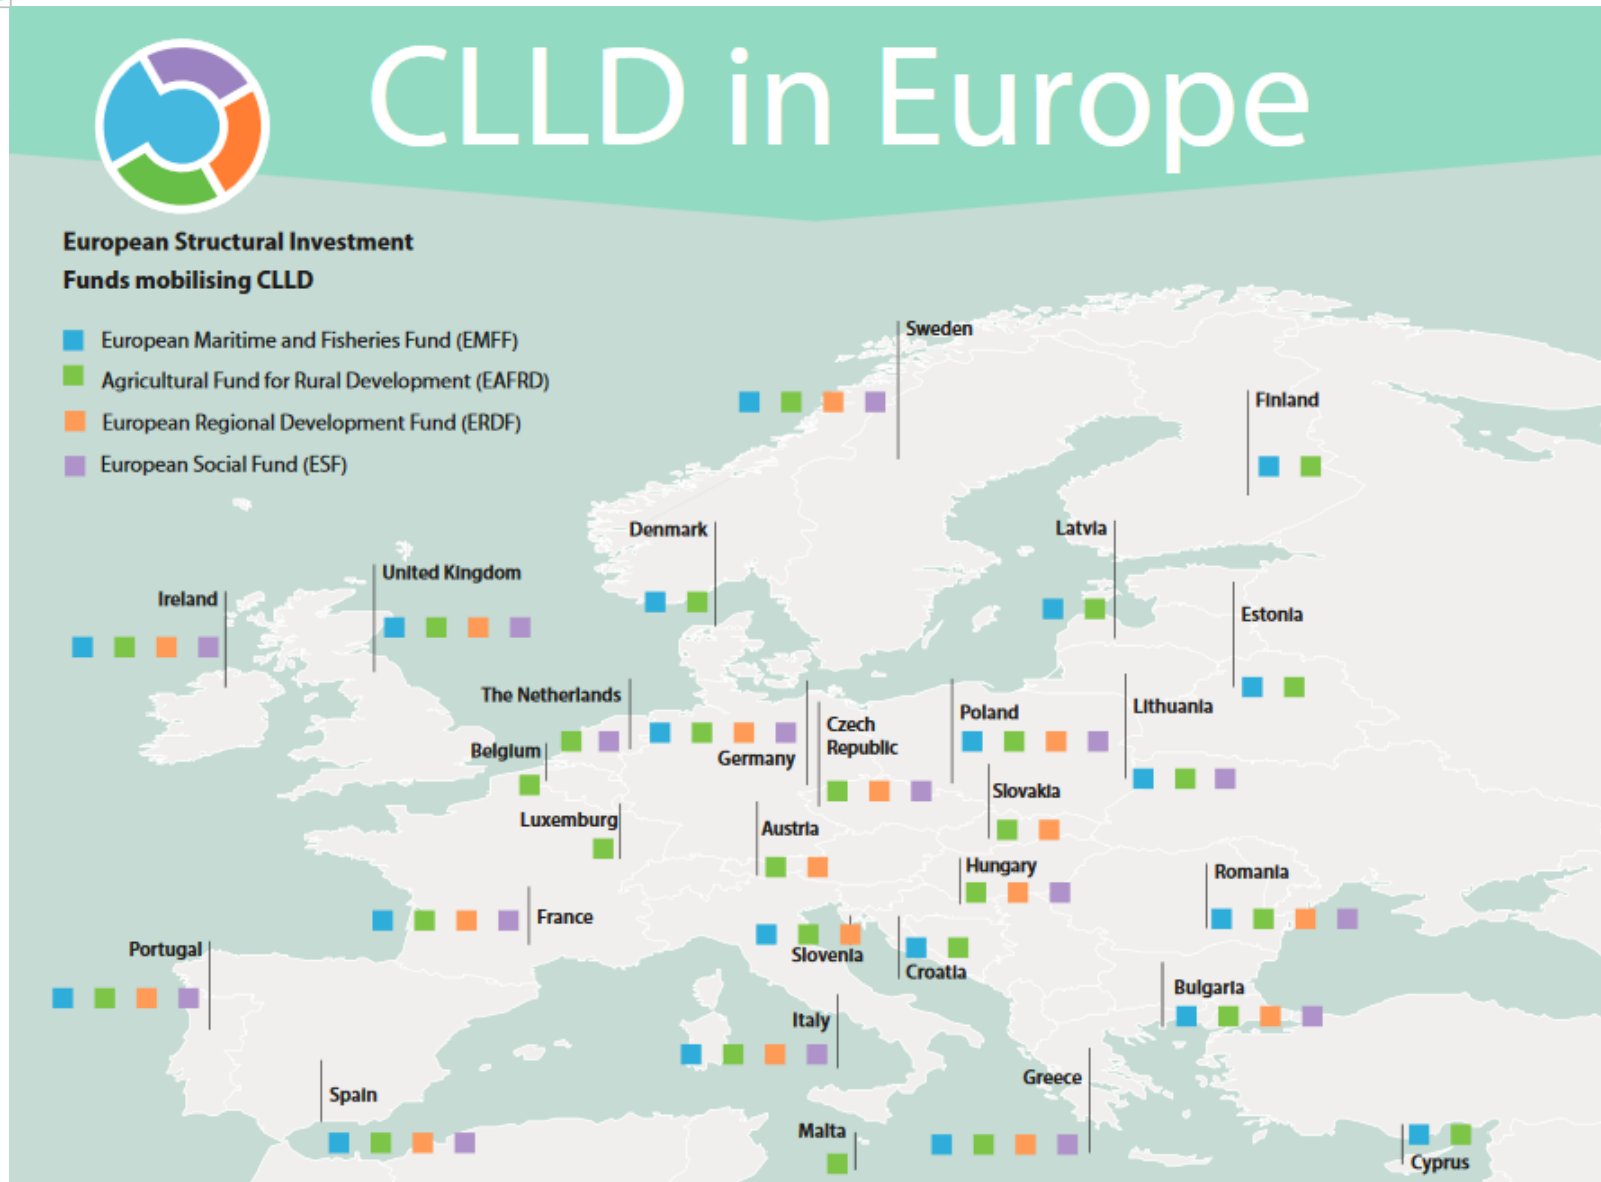 CLLD in Europe
European Structural Investment
Funds mobilising CLLD
European Maritime and Fisheries Fund (EMFF)
Agricultural Fund for Rural Development (EAFRD)
European Regional Development Fund (ERDF)
European Social Fund (ESF)
Sweden
Finland
Denmark
Latvia
United Kingdom
Ireland
Estonia
The Netherlands
Lithuania
Poland
Czech
Republic
Belgium
Germany
Slovakia
Luxemburg
Austria
Hungary
Romania
France
Portugal
Slovenia
Croatia
Bulgaria
Italy
Greece
Spain
Malta
Cyprus